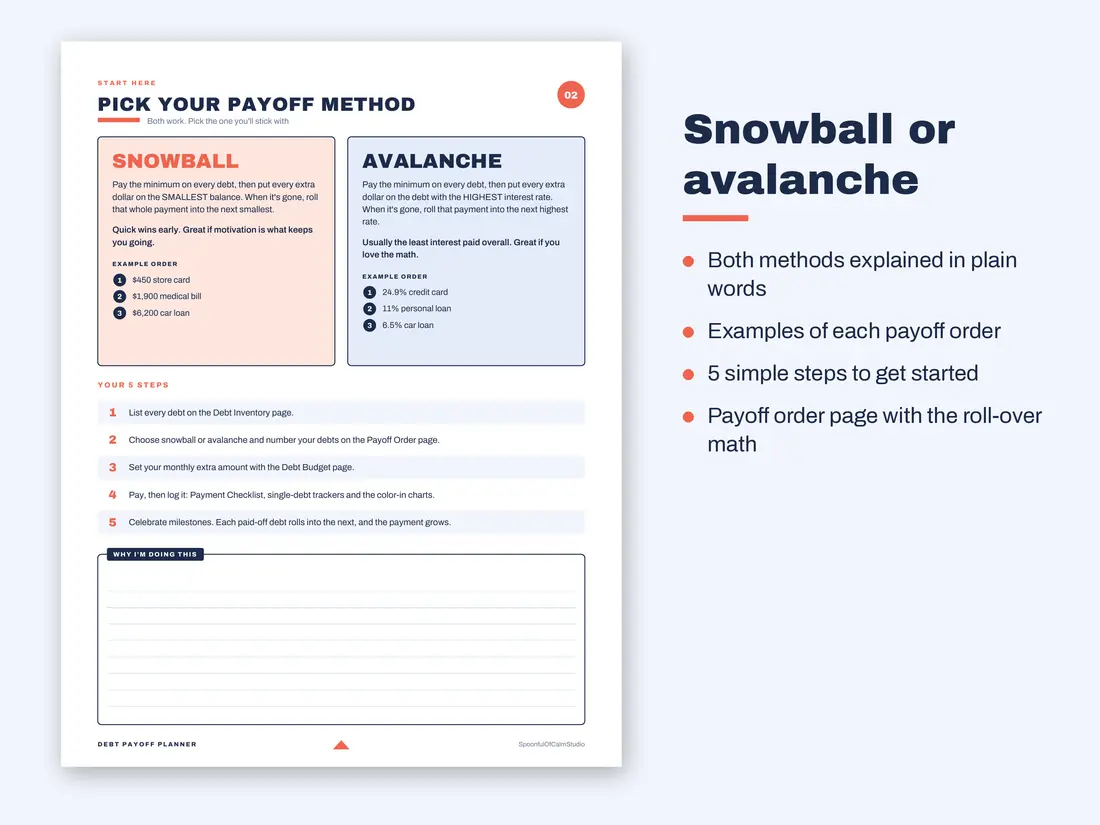 START HERE
PICK YOUR PAYOFF METHOD
Both work. Pick the one you'll stick with
02
SNOWBALL
Pay the minimum on every debt, then put every extra
dollar on the SMALLEST balance. When it's gone, roll
that whole payment into the next smallest.
Quick wins early. Great if motivation is what keeps
you going.
EXAMPLE ORDER
1 $450 store card
2 $1,900 medical bill
3 $6,200 car loan
AVALANCHE
Pay the minimum on every debt, then put every extra
dollar on the debt with the HIGHEST interest rate.
When it's gone, roll that payment into the next highest
rate.
Usually the least interest paid overall. Great if you
love the math.
EXAMPLE ORDER
1 24.9% credit card
2 11% personal loan
3 6.5% car loan
YOUR 5 STEPS
1 List every debt on the Debt Inventory page.
2 Choose snowball or avalanche and number your debts on the Payoff Order page.
3 Set your monthly extra amount with the Debt Budget page.
4 Pay, then log it: Payment Checklist, single-debt trackers and the color-in charts.
5 Celebrate milestones. Each paid-off debt rolls into the next, and the payment grows.
WHY I'M DOING THIS
DEBT PAYOFF PLANNER
SpoonfulOfCalmStudio
Snowball or
avalanche
Both methods explained in plain
words
Examples of each payoff order
5 simple steps to get started
Payoff order page with the roll-over
math